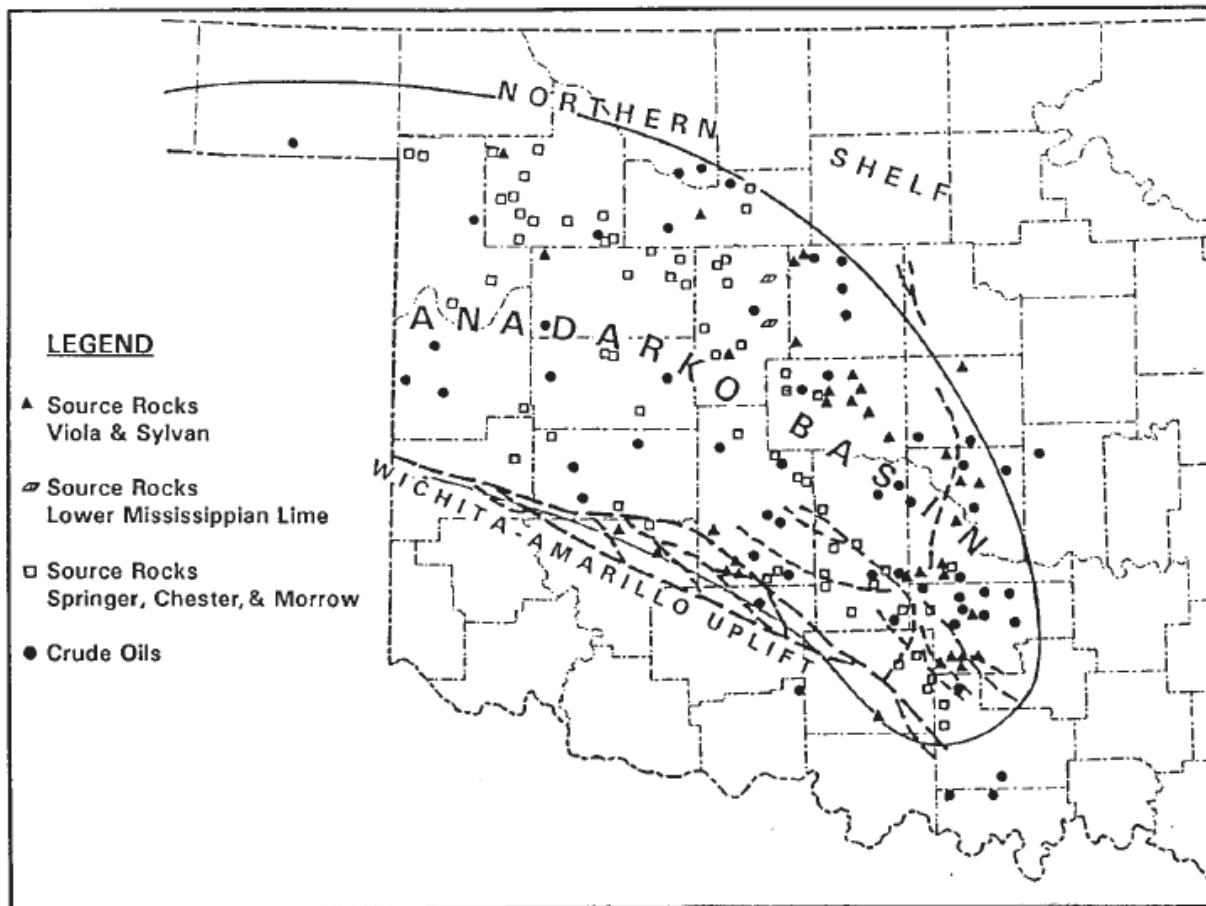 NORTHERN
SHELF
ANADARKO BASIN
WICHITA-AMARILLO UPLIFT
LEGEND
Source Rocks
Viola & Sylvan
Source Rocks
Lower Mississippian Lime
Source Rocks
Springer, Chester, & Morrow
Crude Oils